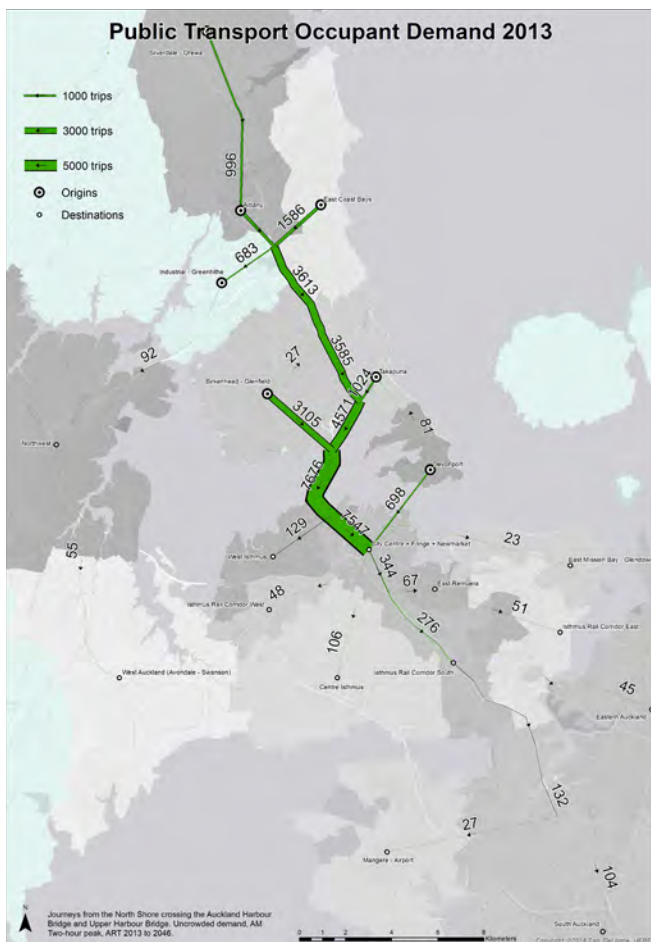 Public Transport Occupant Demand 2013
Silverdale - Orewa
1000 trips
3000 trips
5000 trips
Origins
Destinations
996
Albany
East Coast Bays
1586
683
Industrial - Greenhithe
3613
3585
92
27
Takapuna
1024
Birkenhead - Glenfield
4571
3105
81
Northwest
7676
Devonport
698
7547
129
City Centre + Fringe + Newmarket
23
West Isthmus
344
East Mission Bay -
55
67
East Remuera
48
Isthmus Rail Corridor West
51
276
Isthmus Rail Corridor East
106
Isthmus Rail Corridor South
West Auckland (Avondale - Swanson)
Centre Isthmus
45
Eastern Auckland
132
27
Mangere - Airport
104
N
Journeys from the North Shore crossing the Auckland Harbour
Bridge and Upper Harbour Bridge. Uncrowded demand, AM
Two-hour peak, ART 2013 to 2046.
South Auckland
0 2 4 6 8
Kilometers